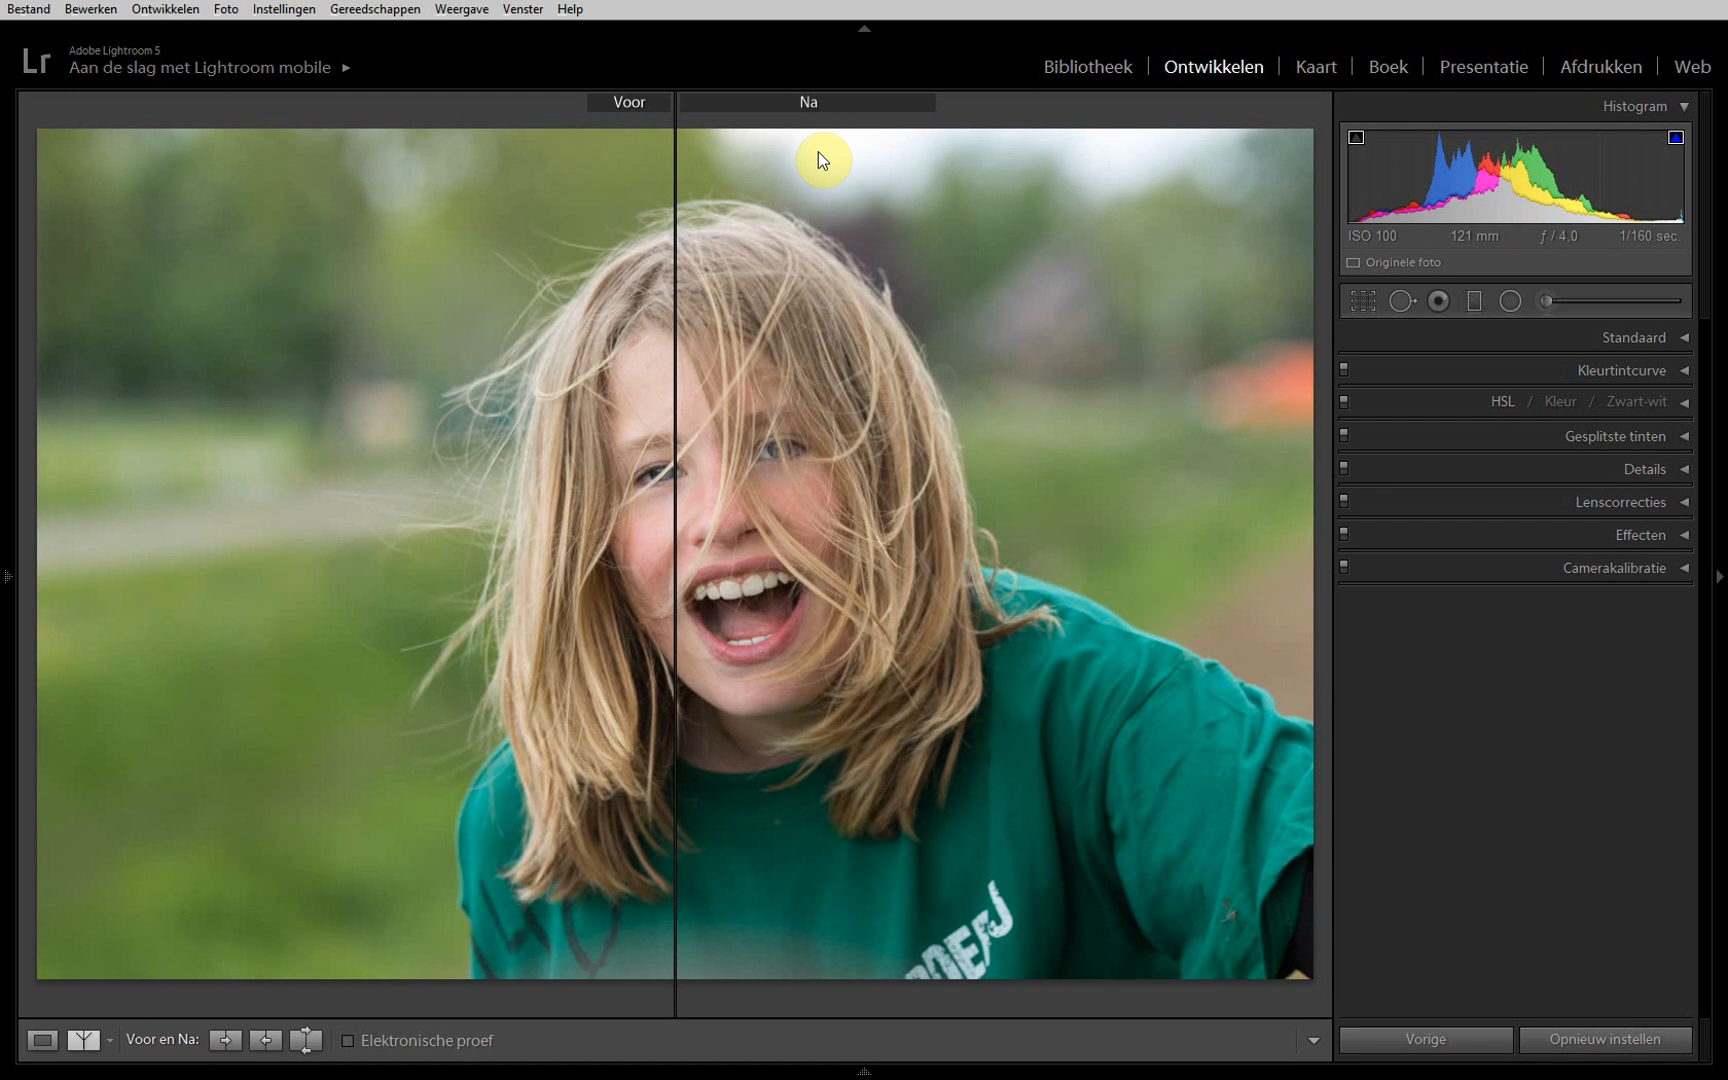 Bestand Bewerken Ontwikkelen Foto Instellingen Gereedschappen Weergave Venster Help
Lr
Adobe Lightroom 5
Aan de slag met Lightroom mobile
Bibliotheek | Ontwikkelen | Kaart | Boek | Presentatie | Afdrukken | Web
Voor
Na
Histogram
ISO 100 121 mm ƒ / 4,0 1/160 sec.
Originele foto
Standaard
Kleurtintcurve
HSL / Kleur / Zwart-wit
Gesplitste tinten
Details
Lenscorrecties
Effecten
Camerakalibratie
Voor en Na:
Elektronische proef
Vorige
Opnieuw instellen